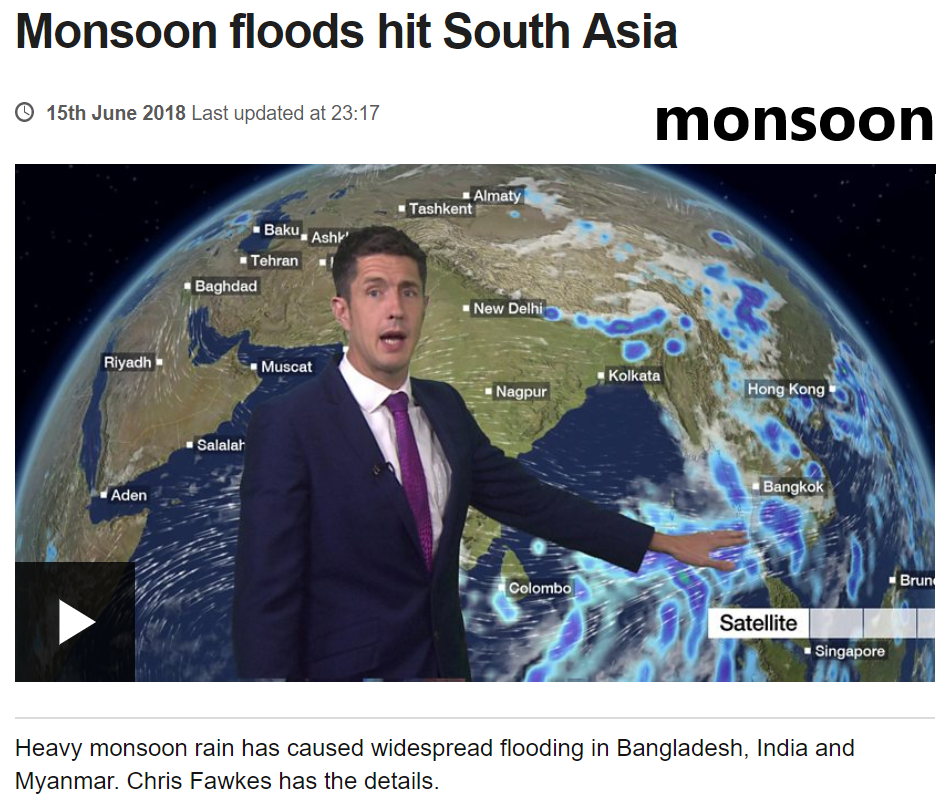 Monsoon floods hit South Asia
15th June 2018 Last updated at 23:17
monsoon
Almaty
Tashkent
Baku
Tehran
Baghdad
New Delhi
Riyadh
Muscat
Kolkata
Nagpur
Hong Kong
Salalah
Bangkok
Aden
Colombo
Satellite
Singapore
Heavy monsoon rain has caused widespread flooding in Bangladesh, India and
Myanmar. Chris Fawkes has the details.